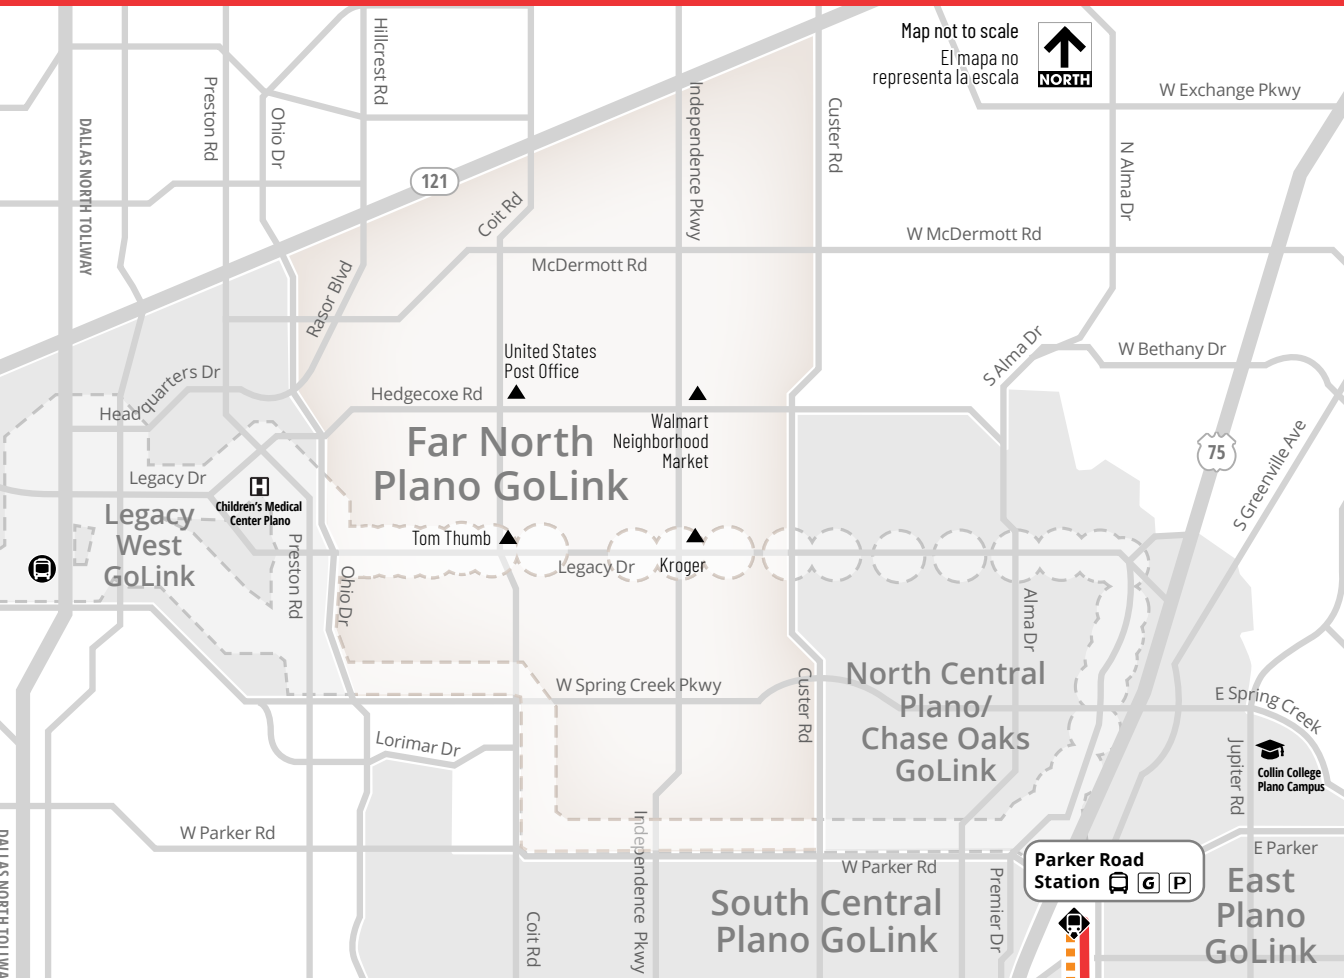 Map not to scale
El mapa no
representa la escala
NORTH
W Exchange Pkwy
Hillcrest Rd
Preston Rd
Ohio Dr
DALLAS NORTH TOLLWAY
Independence Pkwy
Custer Rd
N Alma Dr
121
Coit Rd
W McDermott Rd
McDermott Rd
Rasor Blvd
United States
Post Office
S Alma Dr
W Bethany Dr
Headquarters Dr
Hedgecoxe Rd
Walmart
Neighborhood
Market
Far North
Plano GoLink
75
S Greenville Ave
Legacy Dr
H
Children's Medical
Center Plano
Legacy
West
GoLink
Tom Thumb
Legacy Dr
Kroger
Preston Rd
Ohio Dr
Alma Dr
North Central
Plano/
Chase Oaks
GoLink
W Spring Creek Pkwy
Custer Rd
E Spring Creek
Lorimar Dr
Jupiter Rd
Collin College
Plano Campus
W Parker Rd
Independence Pkwy
W Parker Rd
E Parker
Parker Road
Station G P
DALLAS NORTH TOLLWA
Coit Rd
South Central
Plano GoLink
Premier Dr
East
Plano
GoLink